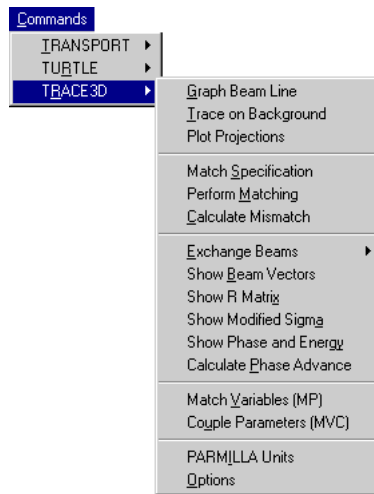 Commands
TRANSPORT
TURTLE
TRACE3D
Graph Beam Line
Trace on Background
Plot Projections
Match Specification
Perform Matching
Calculate Mismatch
Exchange Beams
Show Beam Vectors
Show R Matrix
Show Modified Sigma
Show Phase and Energy
Calculate Phase Advance
Match Variables (MP)
Couple Parameters (MVC)
PARMILLA Units
Options